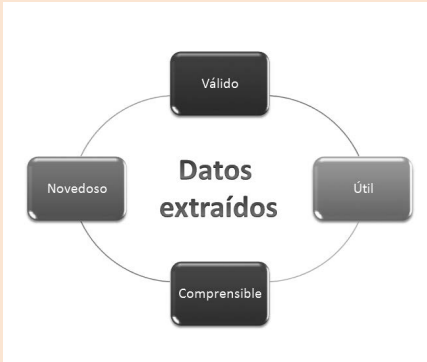 Válido
Novedoso
Datos
extraídos
Útil
Comprensible